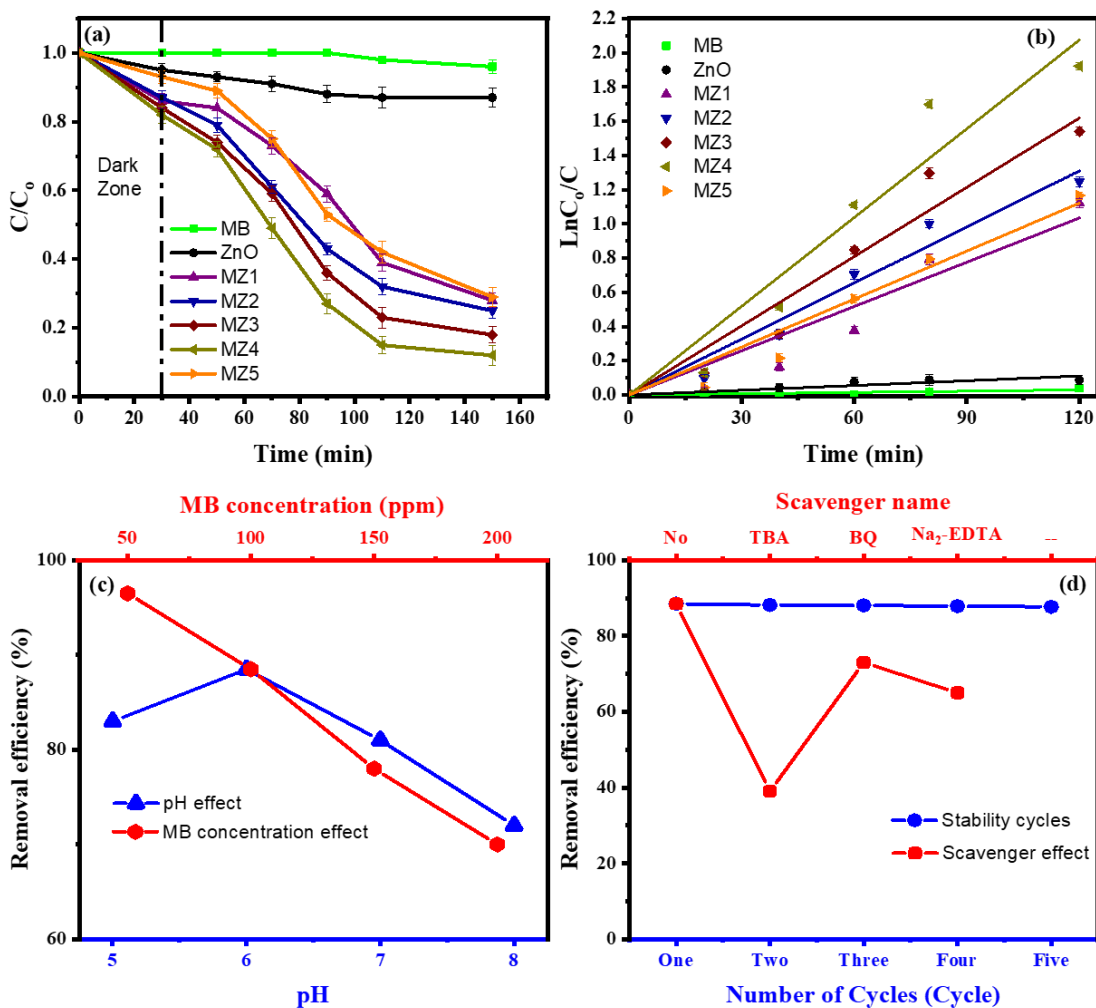 (a)
1.0
0.8
0.6
0.4
0.2
0.0
C/Cₒ
Dark
Zone
MB
ZnO
MZ1
MZ2
MZ3
MZ4
MZ5
0 20 40 60 80 100 120 140 160
Time (min)
(b)
2.2
2.0
1.8
1.6
1.4
1.2
1.0
0.8
0.6
0.4
0.2
0.0
LnCₒ/C
MB
ZnO
MZ1
MZ2
MZ3
MZ4
MZ5
0 30 60 90 120
Time (min)
MB concentration (ppm)
50 100 150 200
(c)
100
80
60
Removal efficiency (%)
pH effect
MB concentration effect
5 6 7 8
pH
Scavenger name
No TBA BQ Na₂-EDTA --
(d)
100
80
60
40
20
0
Removal efficiency (%)
Stability cycles
Scavenger effect
One Two Three Four Five
Number of Cycles (Cycle)